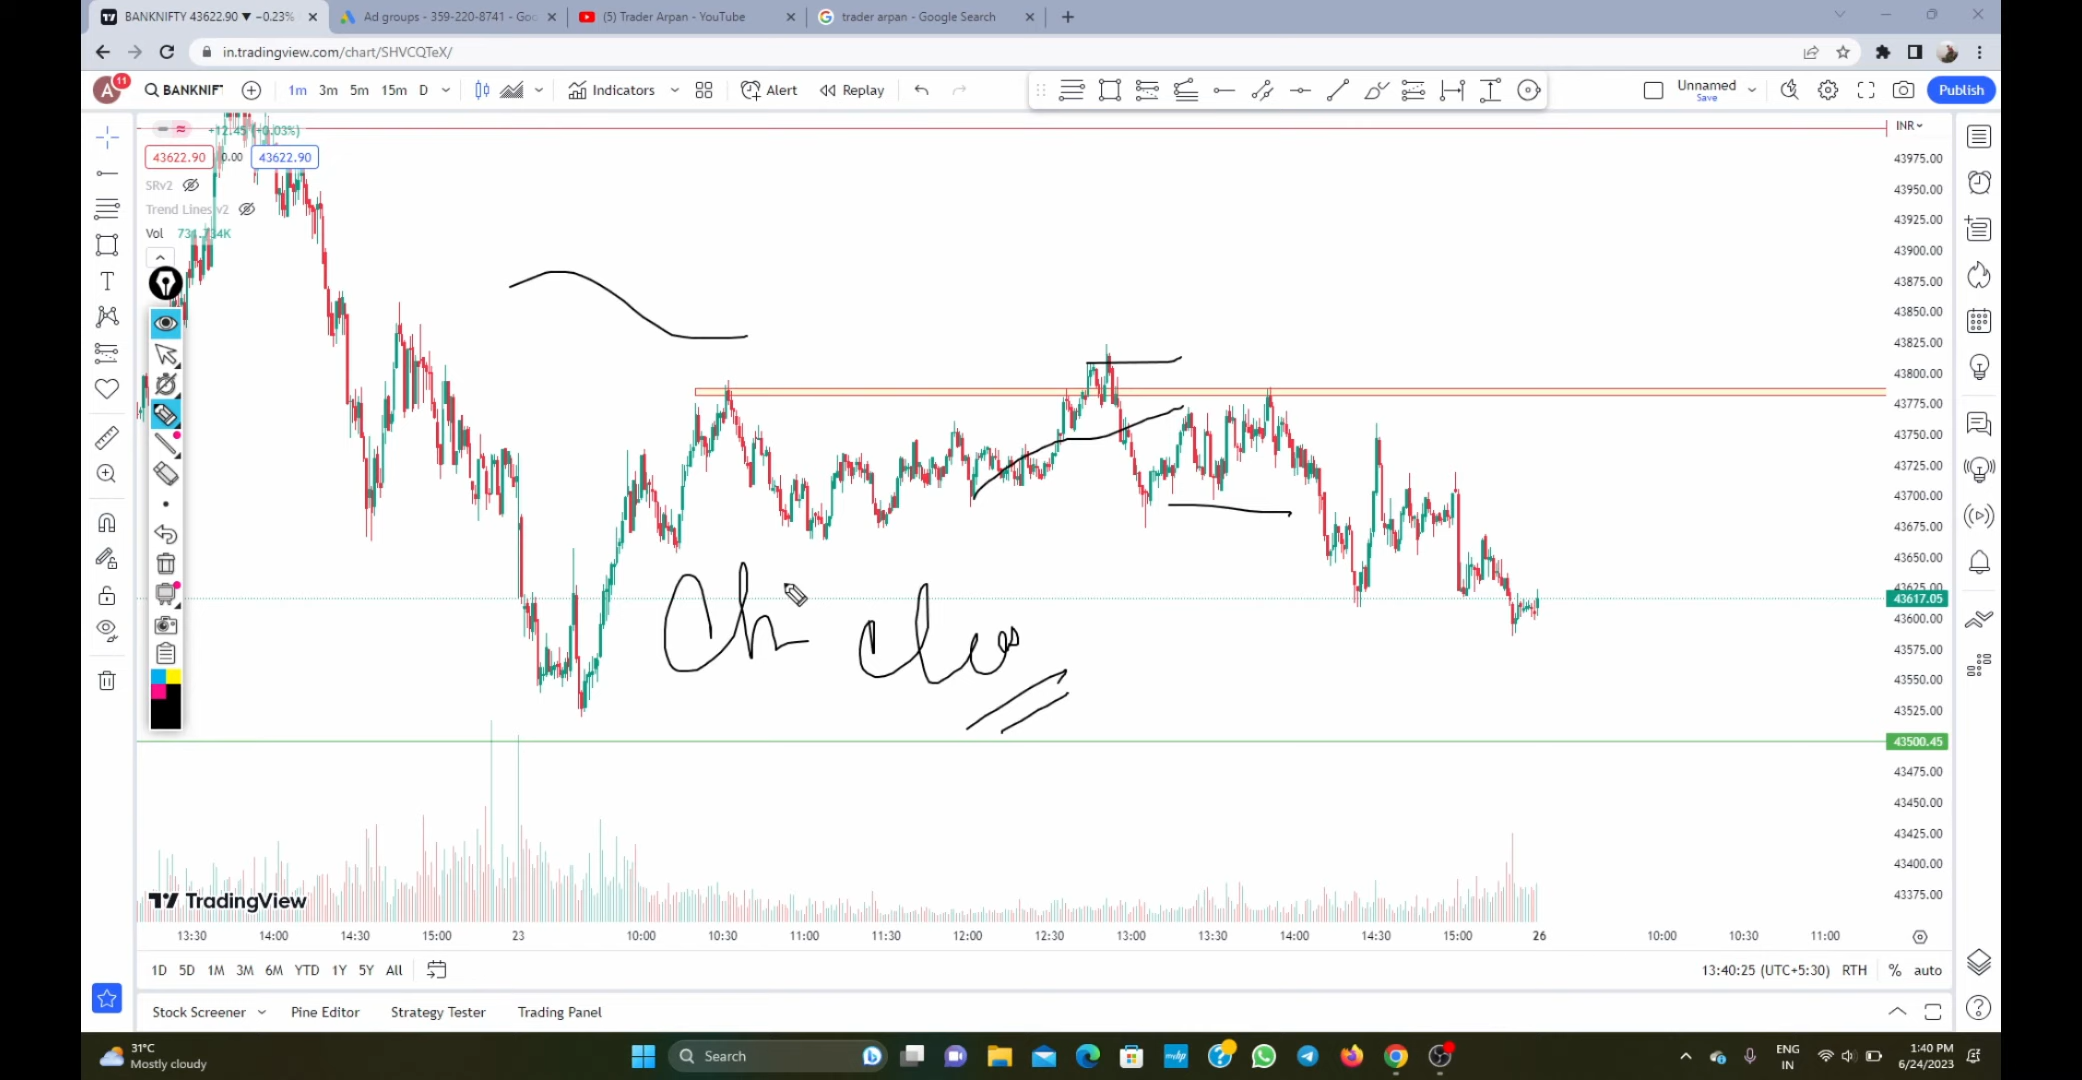 BANKNIFTY 43622.90 ▼ −0.23%
Ad groups - 359-220-8741 - Goo
(5) Trader Arpan - YouTube
trader arpan - Google Search
in.tradingview.com/chart/SHVCQTeX/
A 11 BANKNIF 1m 3m 5m 15m D Indicators Alert Replay Unnamed Save Publish
+12.45 (+0.03%)
43622.90 0.00 43622.90
SRv2
Trend Lines v2
Vol 731.734K
INR
43975.00
43950.00
43925.00
43900.00
43875.00
43850.00
43825.00
43800.00
43775.00
43750.00
43725.00
43700.00
43675.00
43650.00
43625.00
43617.05
43600.00
43575.00
43550.00
43525.00
43500.45
43475.00
43450.00
43425.00
43400.00
43375.00
T
TradingView
13:30 14:00 14:30 15:00 23 10:00 10:30 11:00 11:30 12:00 12:30 13:00 13:30 14:00 14:30 15:00 26 10:00 10:30 11:00
1D 5D 1M 3M 6M YTD 1Y 5Y All 13:40:25 (UTC+5:30) RTH % auto
Stock Screener Pine Editor Strategy Tester Trading Panel
31°C
Mostly cloudy
Search
ENG
IN
1:40 PM
6/24/2023